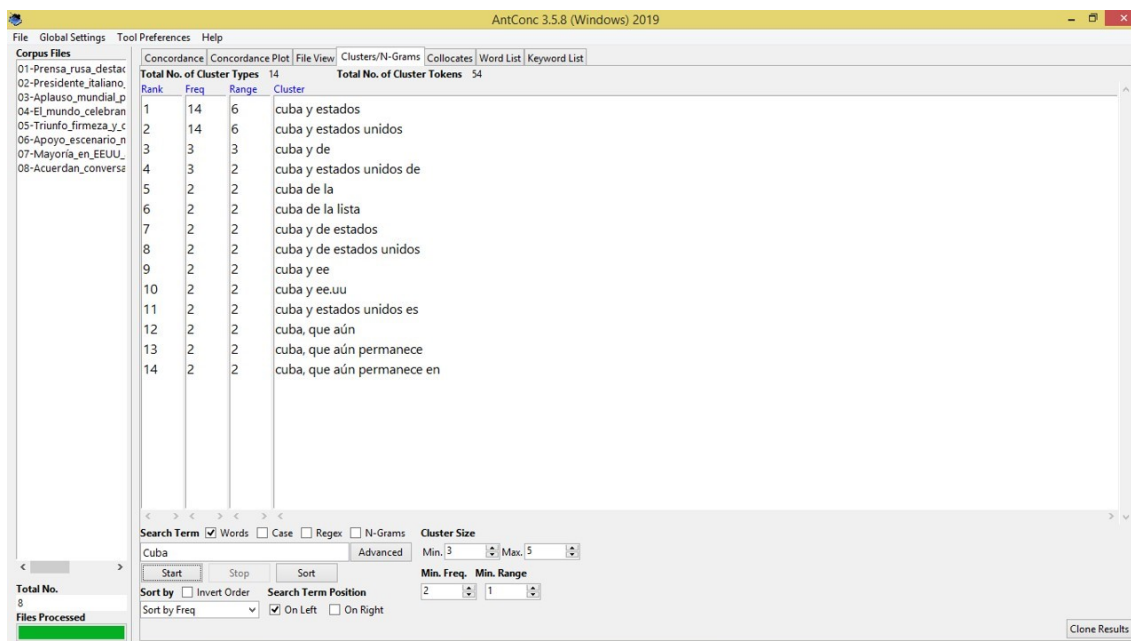 AntConc 3.5.8 (Windows) 2019
File Global Settings Tool Preferences Help
Corpus Files
01-Prensa_rusa_destac
02-Presidente_italiano_
03-Aplauso_mundial_p
04-El_mundo_celebran
05-Triunfo_firmeza_y_c
06-Apoyo_escenario_n
07-Mayoría_en_EEUU_
08-Acuerdan_conversa
Total No.
8
Files Processed
Concordance Concordance Plot File View Clusters/N-Grams Collocates Word List Keyword List
Total No. of Cluster Types 14 Total No. of Cluster Tokens 54
Rank Freq Range Cluster
1 14 6 cuba y estados
2 14 6 cuba y estados unidos
3 3 3 cuba y de
4 3 2 cuba y estados unidos de
5 2 2 cuba de la
6 2 2 cuba de la lista
7 2 2 cuba y de estados
8 2 2 cuba y de estados unidos
9 2 2 cuba y ee
10 2 2 cuba y ee.uu
11 2 2 cuba y estados unidos es
12 2 2 cuba, que aún
13 2 2 cuba, que aún permanece
14 2 2 cuba, que aún permanece en
Search Term Words Case Regex N-Grams Cluster Size
Cuba Advanced Min. 3 Max. 5
Start Stop Sort Min. Freq. Min. Range
Sort by Invert Order Search Term Position 2 1
Sort by Freq On Left On Right
Clone Results